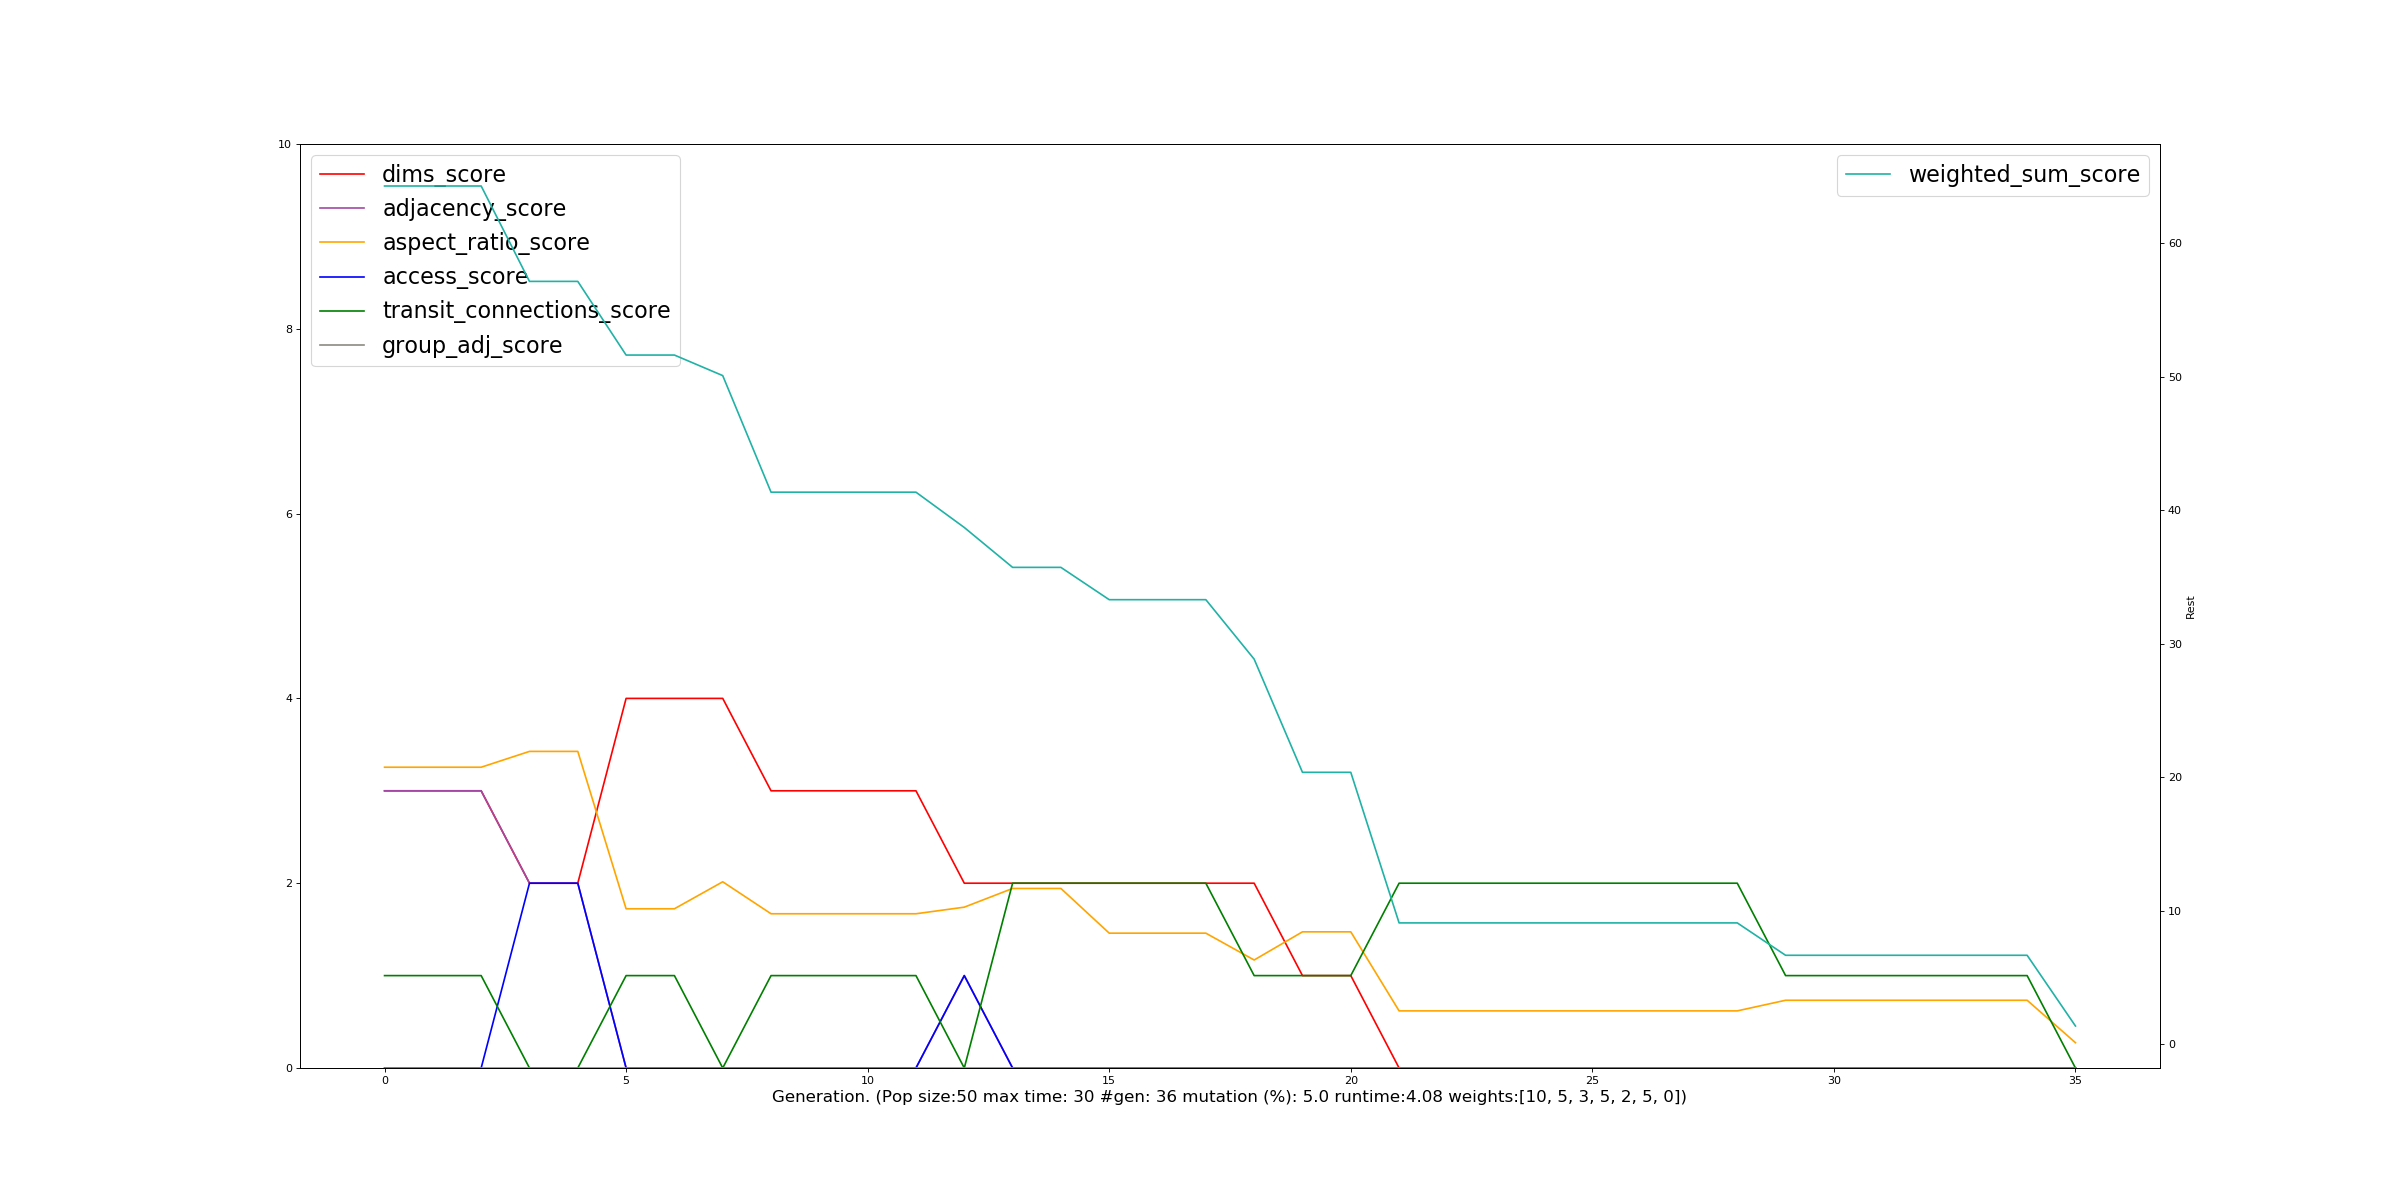 10
8
6
4
2
0
dims_score
adjacency_score
aspect_ratio_score
access_score
transit_connections_score
group_adj_score
weighted_sum_score
60
50
40
30
20
10
0
Rest
0 5 10 15 20 25 30 35
Generation. (Pop size:50 max time: 30 #gen: 36 mutation (%): 5.0 runtime:4.08 weights:[10, 5, 3, 5, 2, 5, 0])